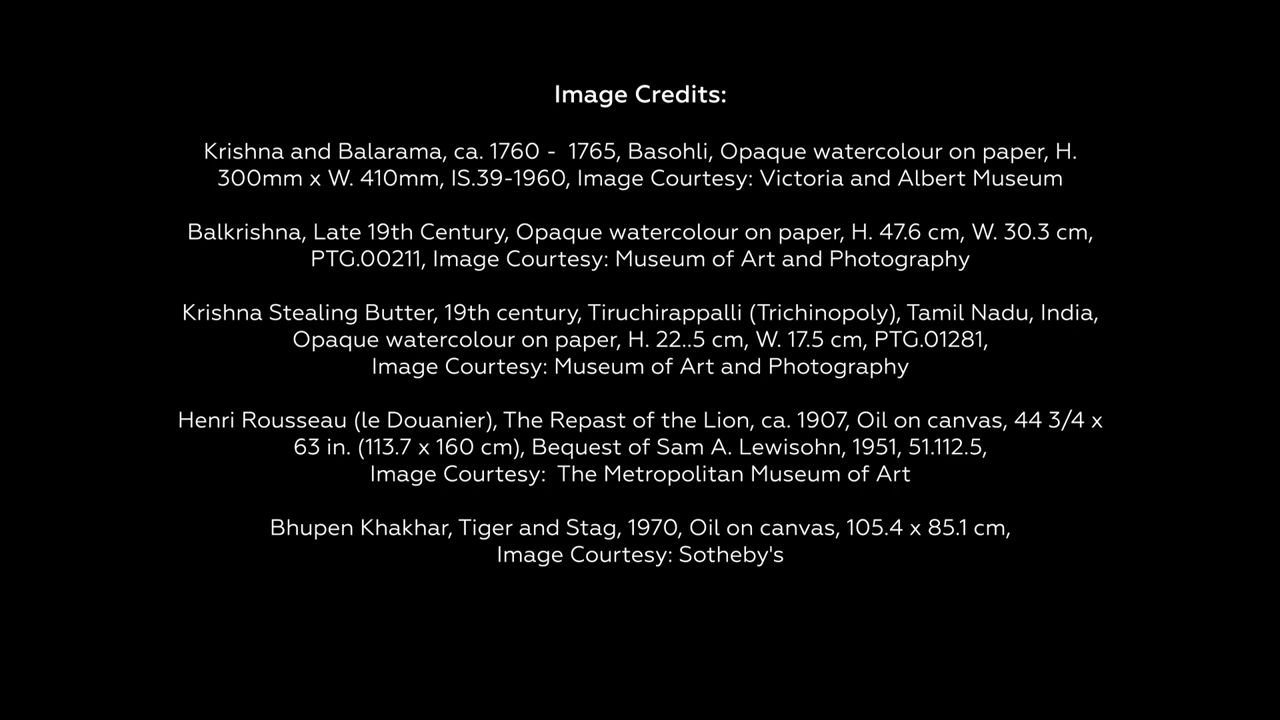 Image Credits:
Krishna and Balarama, ca. 1760 -  1765, Basohli, Opaque watercolour on paper, H.
300mm x W. 410mm, IS.39-1960, Image Courtesy: Victoria and Albert Museum
Balkrishna, Late 19th Century, Opaque watercolour on paper, H. 47.6 cm, W. 30.3 cm,
PTG.00211, Image Courtesy: Museum of Art and Photography
Krishna Stealing Butter, 19th century, Tiruchirappalli (Trichinopoly), Tamil Nadu, India,
Opaque watercolour on paper, H. 22..5 cm, W. 17.5 cm, PTG.01281,
Image Courtesy: Museum of Art and Photography
Henri Rousseau (le Douanier), The Repast of the Lion, ca. 1907, Oil on canvas, 44 3/4 x
63 in. (113.7 x 160 cm), Bequest of Sam A. Lewisohn, 1951, 51.112.5,
Image Courtesy:  The Metropolitan Museum of Art
Bhupen Khakhar, Tiger and Stag, 1970, Oil on canvas, 105.4 x 85.1 cm,
Image Courtesy: Sotheby's